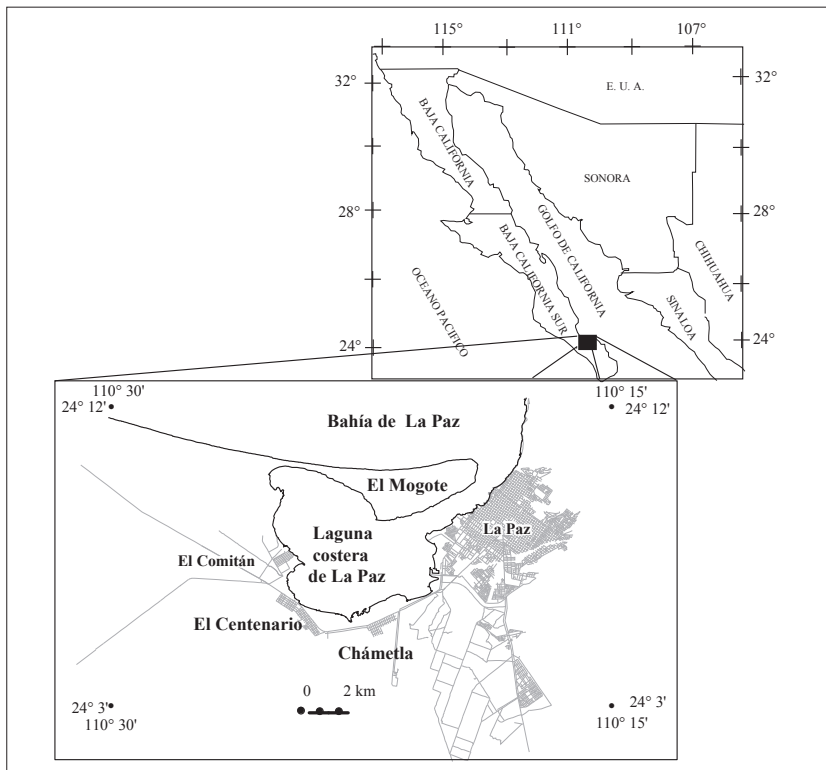 115°
111°
107°
32°
32°
E. U. A.
BAJA CALIFORNIA
SONORA
28°
28°
GOLFO DE CALIFORNIA
BAJA CALIFORNIA SUR
CHIHUAHUA
OCEANO PACIFICO
SINALOA
24°
24°
110° 30'
24° 12'
110° 15'
24° 12'
Bahía de La Paz
El Mogote
La Paz
Laguna
costera
de La Paz
El Comitán
El Centenario
Chámetla
0 2 km
24° 3'
110° 30'
24° 3'
110° 15'